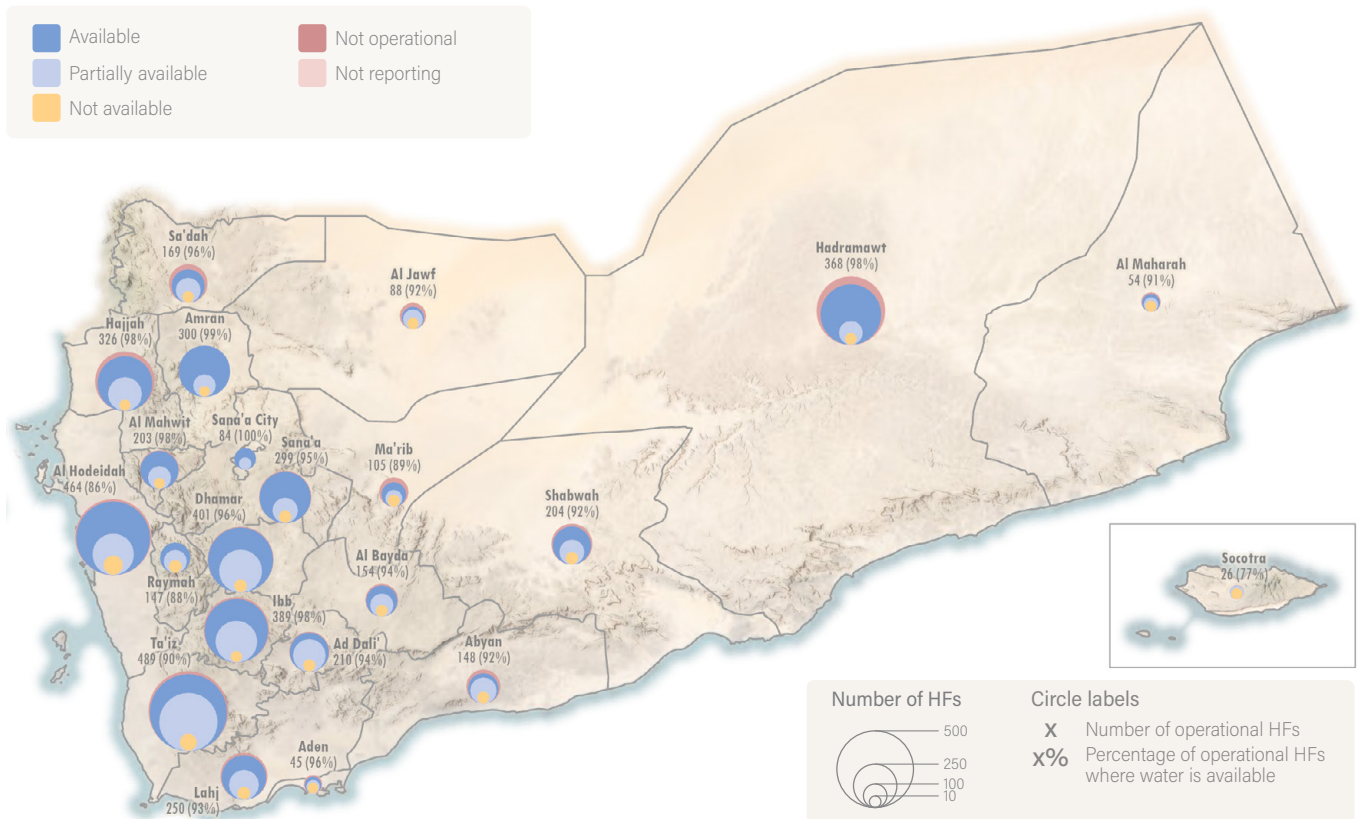 Available
Partially available
Not available
Not operational
Not reporting
Sa'dah
169 (96%)
Al Jawf
88 (92%)
Hadramawt
368 (98%)
Al Maharah
54 (91%)
Hajjah
326 (98%)
Amran
300 (99%)
Al Mahwit
203 (98%)
Sana'a City
84 (100%)
Sana'a
299 (95%)
Ma'rib
105 (89%)
Al Hodeidah
464 (86%)
Dhamar
401 (96%)
Shabwah
204 (92%)
Al Bayda
154 (94%)
Raymah
147 (88%)
Ibb
389 (98%)
Socotra
26 (77%)
Ta'iz
489 (90%)
Ad Dali'
210 (94%)
Abyan
148 (92%)
Aden
45 (96%)
Lahj
250 (93%)
Number of HFs
500
250
100
10
Circle labels
x Number of operational HFs
x% Percentage of operational HFs
where water is available